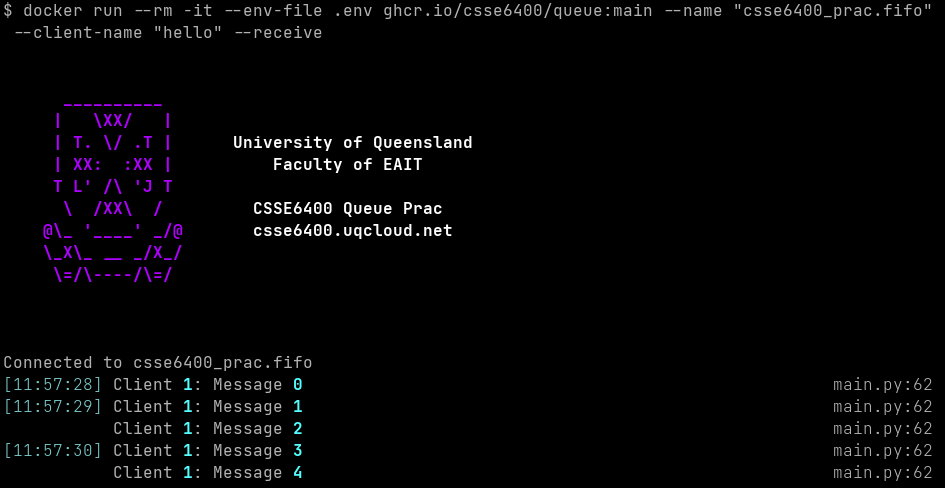 $ docker run --rm -it --env-file .env ghcr.io/csse6400/queue:main --name "csse6400_prac.fifo"
 --client-name "hello" --receive
      __________
     |   \XX/   |
     | T. \/ .T |      University of Queensland
     | XX:  :XX |          Faculty of EAIT
     T L' /\ 'J T
      \  /XX\  /         CSSE6400 Queue Prac
    @\_ '____' _/@       csse6400.uqcloud.net
    \_X\_ __ _/X_/
     \=/\----/\=/
Connected to csse6400_prac.fifo
[11:57:28] Client 1: Message 0 main.py:62
[11:57:29] Client 1: Message 1 main.py:62
           Client 1: Message 2 main.py:62
[11:57:30] Client 1: Message 3 main.py:62
           Client 1: Message 4 main.py:62